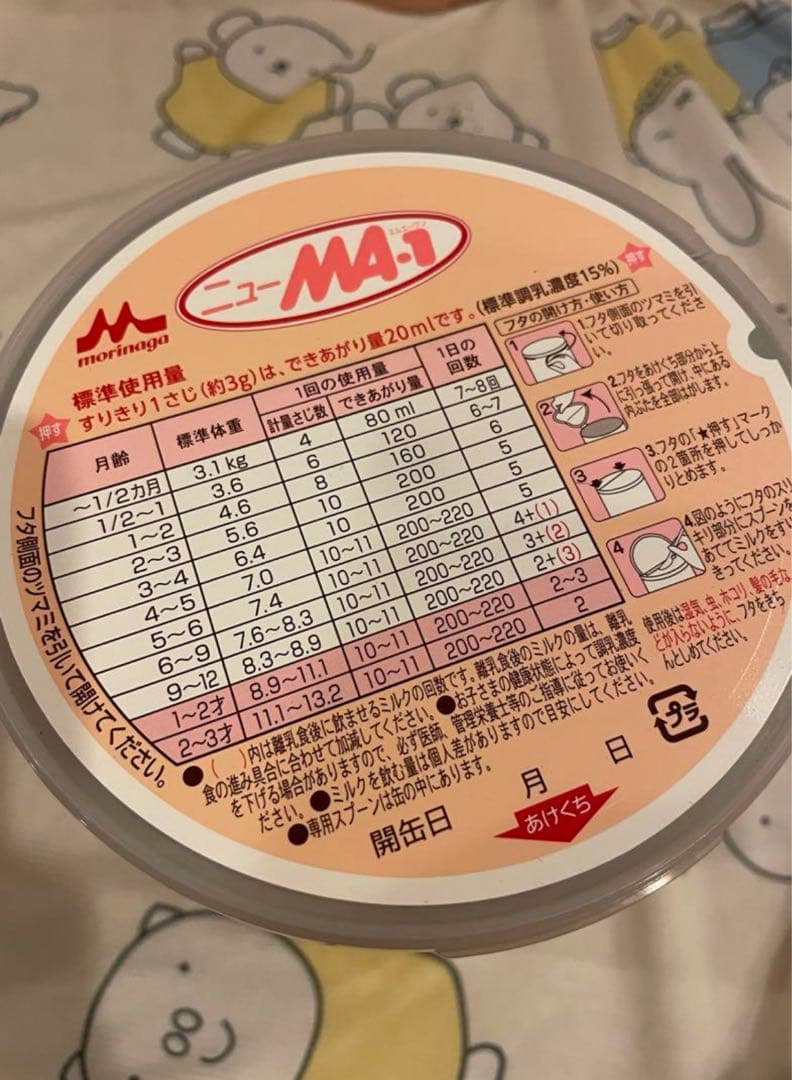 ニューMA-1
エムエーワン
morinaga
標準使用量
すりきり1さじ(約3g)は、できあがり量20mlです。(標準調乳濃度15%)
押す
押す
月齢 標準体重 1回の使用量 1日の回数
計量さじ数 できあがり量
〜1/2カ月 3.1kg 4 80ml 7〜8回
1/2〜1 3.6 6 120 6〜7
1〜2 4.6 8 160 6
2〜3 5.6 10 200 5
3〜4 6.4 10 200 5
4〜5 7.0 10〜11 200〜220 5
5〜6 7.4 10〜11 200〜220 4+(1)
6〜9 7.6〜8.3 10〜11 200〜220 3+(2)
9〜12 8.3〜8.9 10〜11 200〜220 2+(3)
1〜2才 8.9〜11.1 10〜11 200〜220 2〜3
2〜3才 11.1〜13.2 10〜11 200〜220 2
フタ側面のツマミを引いて開けてください。
●( )内は離乳食後に飲ませるミルクの回数です。離乳食後のミルクの量は、離乳
食の進み具合に合わせて加減してください。●お子さまの健康状態によって調乳濃度
を下げる場合がありますので、必ず医師、管理栄養士等のご指導に従ってお使いく
ださい。●ミルクを飲む量は個人差がありますので目安にしてください。
●専用スプーンは缶の中にあります。
開缶日 月 日
あけくち
プラ
フタの開け方・使い方
1
1.フタ側面のツマミを引
いて切り取ってくださ
い。
2
2.フタをあけくち部分から上
に引っ張って開け、中にある
内ぶたを全部はがします。
3
3.フタの「★押す」マーク
の2箇所を押してしっか
りとめます。
4
4.図のようにフタのスリ
キリ部分にスプーンを
あててミルクをすり
きってください。
使用後は湿気、虫、ホコリ、髪の毛な
どが入らないように、フタをきち
んとしめてください。